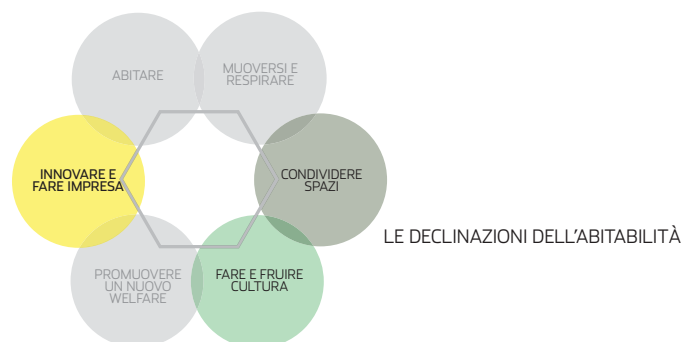 ABITARE
MUOVERSI E
RESPIRARE
INNOVARE E
FARE IMPRESA
CONDIVIDERE
SPAZI
PROMUOVERE
UN NUOVO
WELFARE
FARE E FRUIRE
CULTURA
LE DECLINAZIONI DELL'ABITABILITÀ